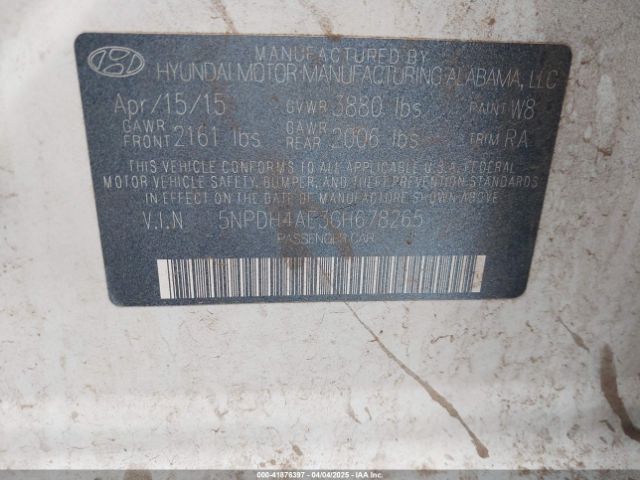 MANUFACTURED BY
HYUNDAI MOTOR MANUFACTURING ALABAMA, LLC
Apr/15/15 GVWR 3880 lbs PAINT W8
GAWR FRONT 2161 lbs GAWR REAR 2006 lbs TRIM RA
THIS VEHICLE CONFORMS TO ALL APPLICABLE U.S.A. FEDERAL
MOTOR VEHICLE SAFETY, BUMPER, AND THEFT PREVENTION STANDARDS
IN EFFECT ON THE DATE OF MANUFACTURE SHOWN ABOVE
V.I.N 5NPDH4AE3GH678265
PASSENGER CAR
000-41876397 - 04/04/2025 - IAAI.COM